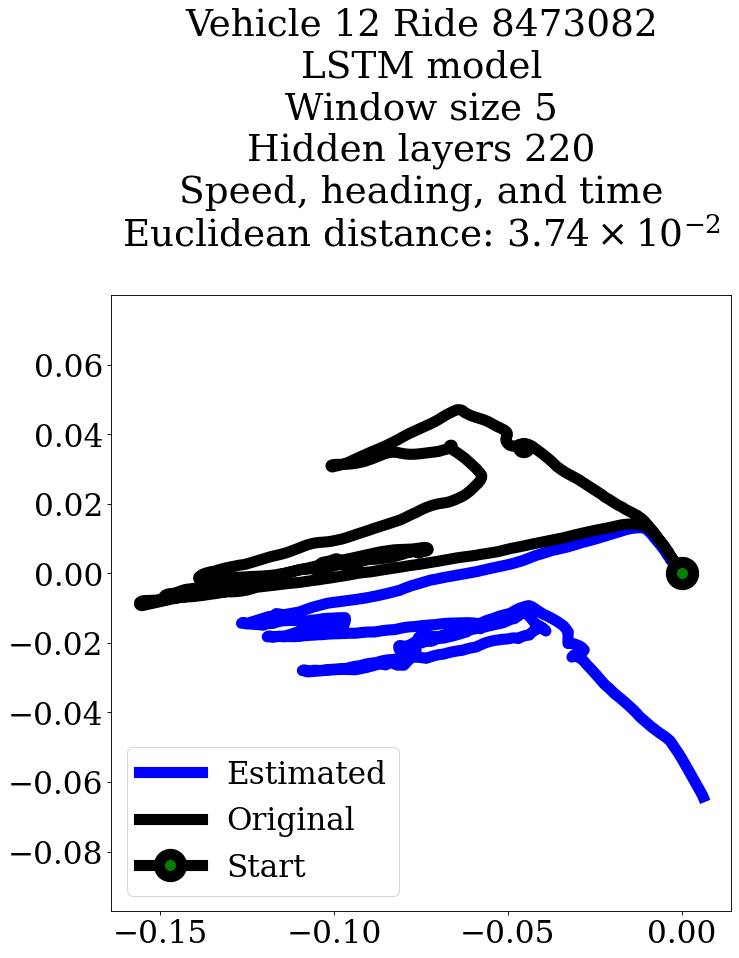 Vehicle 12 Ride 8473082
LSTM model
Window size 5
Hidden layers 220
Speed, heading, and time
Euclidean distance: 3.74 × 10⁻²
0.06
0.04
0.02
0.00
−0.02
−0.04
−0.06
−0.08
Estimated
Original
Start
−0.15 −0.10 −0.05 0.00